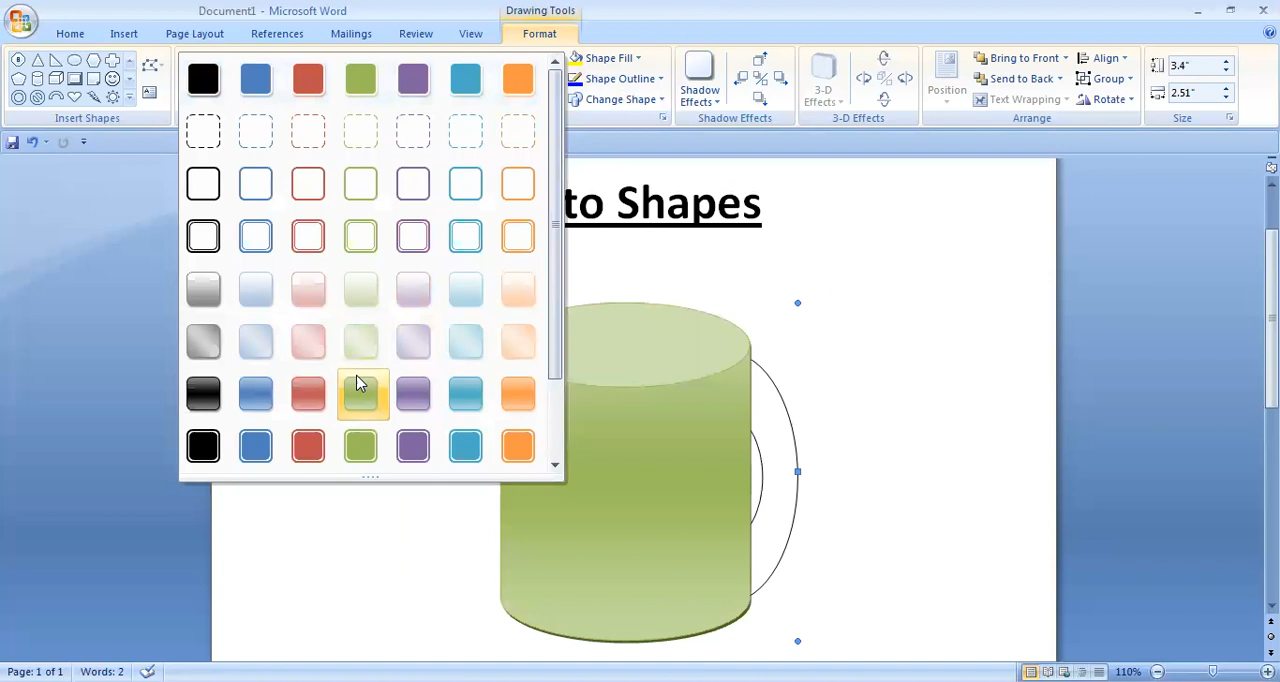 Document1 - Microsoft Word
Drawing Tools
Home Insert Page Layout References Mailings Review View Format
Shape Fill
Shape Outline
Change Shape
Shadow Effects
3-D Effects
Position
Bring to Front
Send to Back
Text Wrapping
Align
Group
Rotate
3.4"
2.51"
Insert Shapes
Shadow Effects
3-D Effects
Arrange
Size
to Shapes
Page: 1 of 1 Words: 2
110%